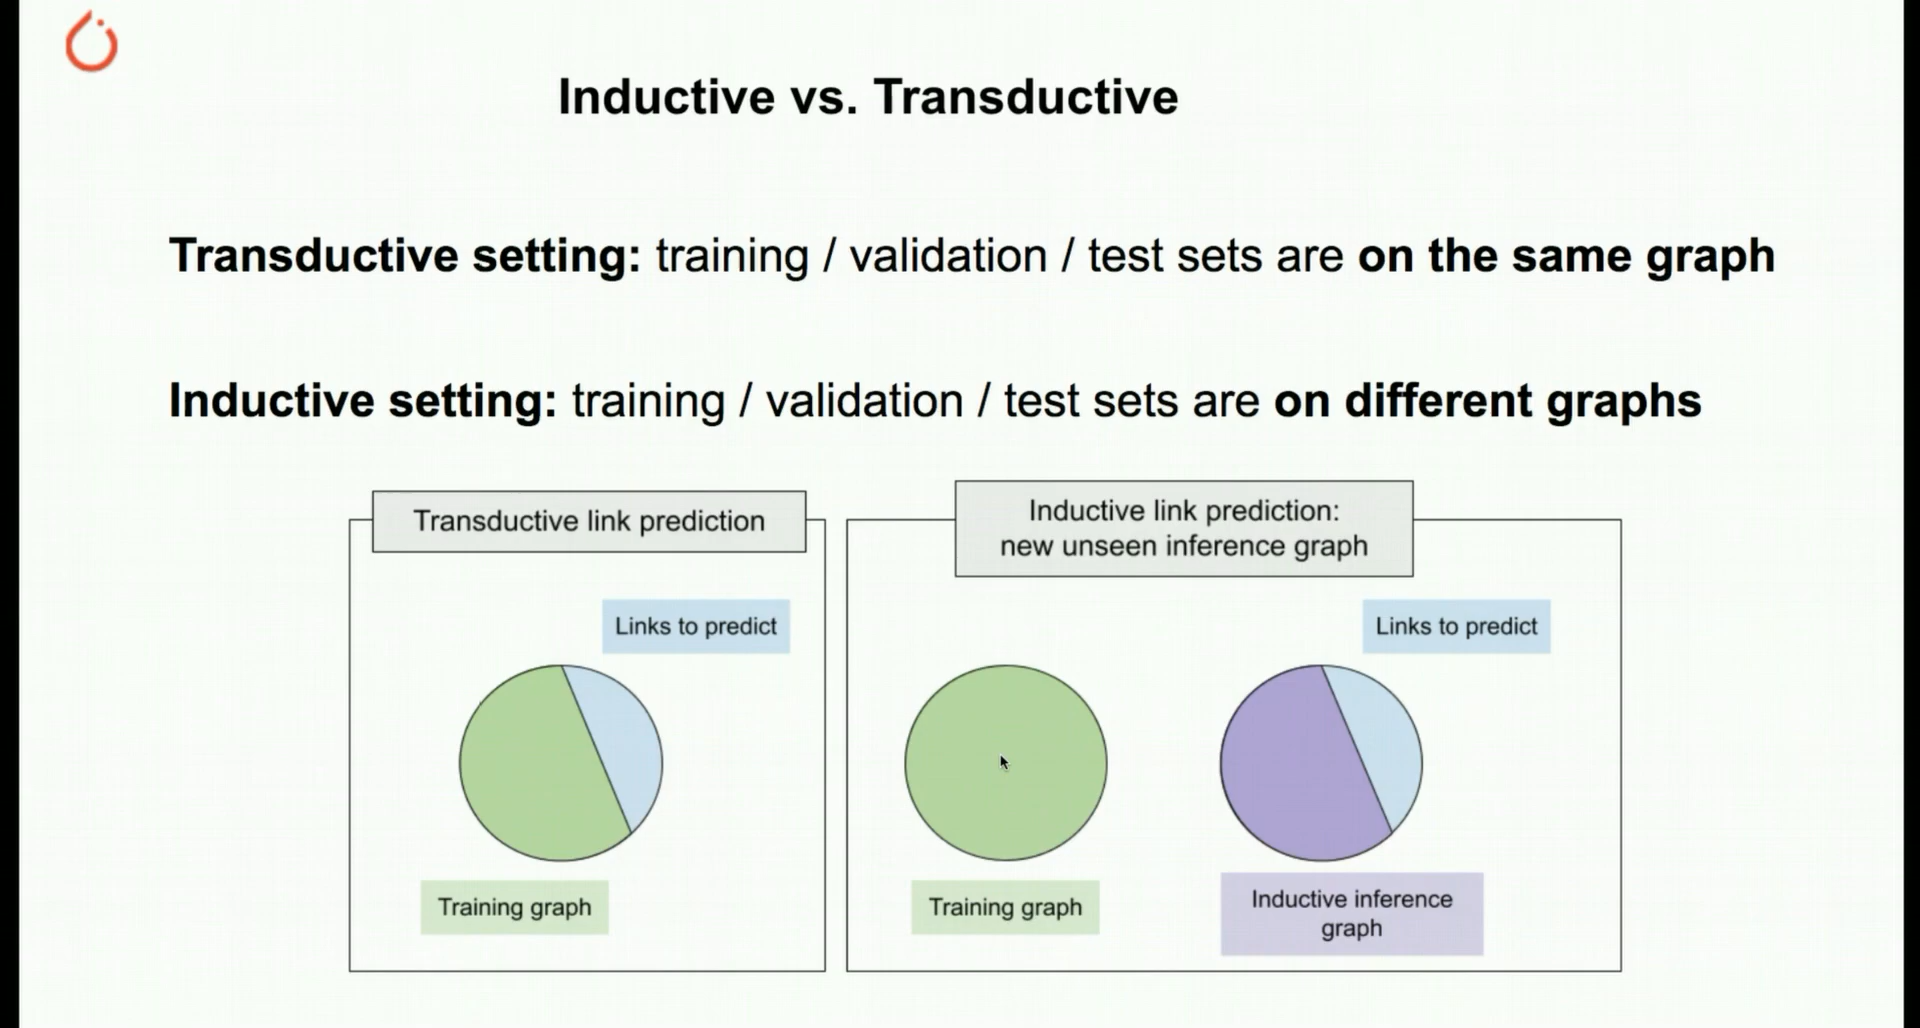 Inductive vs. Transductive
Transductive setting: training / validation / test sets are on the same graph
Inductive setting: training / validation / test sets are on different graphs
Transductive link prediction
Links to predict
Training graph
Inductive link prediction:
new unseen inference graph
Links to predict
Training graph
Inductive inference
graph